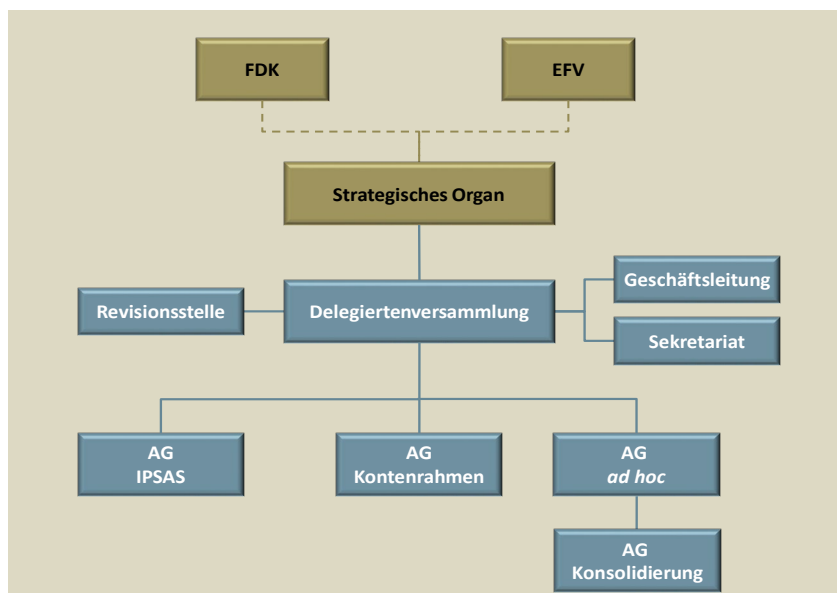 FDK
EFV
Strategisches Organ
Geschäftsleitung
Revisionsstelle
Delegiertenversammlung
Sekretariat
AG
IPSAS
AG
Kontenrahmen
AG
ad hoc
AG
Konsolidierung